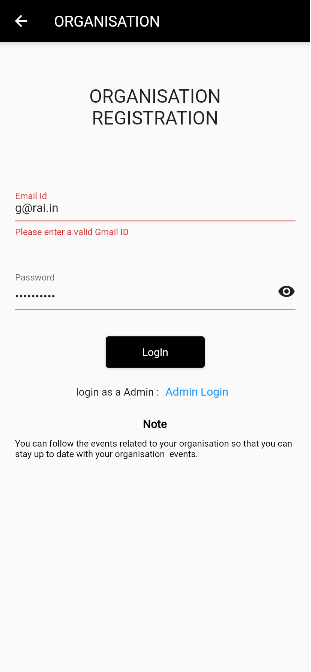 ORGANISATION
ORGANISATION
REGISTRATION
Email Id
g@rai.in
Please enter a valid Gmail ID
Password
••••••••••
LogIn
login as a Admin : Admin Login
Note
You can follow the events related to your organisation so that you can
stay up to date with your organisation events.